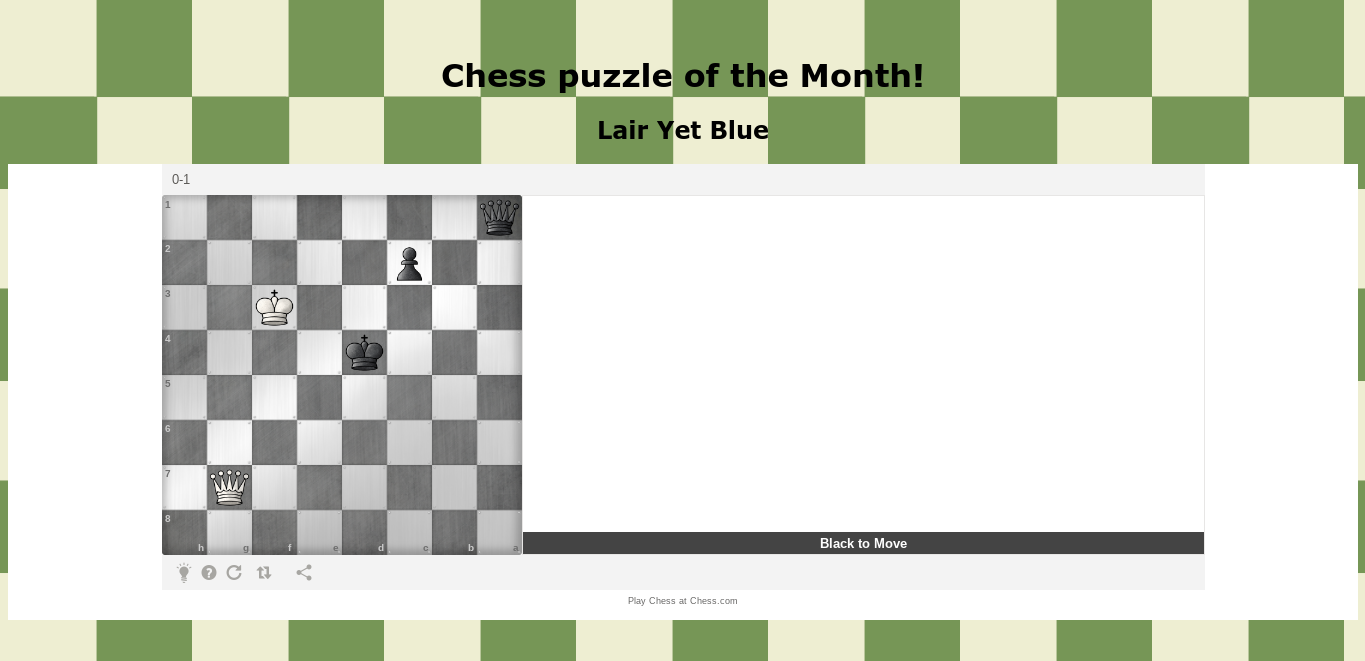 Chess puzzle of the Month!
Lair Yet Blue
0-1
1
2
3
4
5
6
7
8
h g f e d c b a
Black to Move
Play Chess at Chess.com